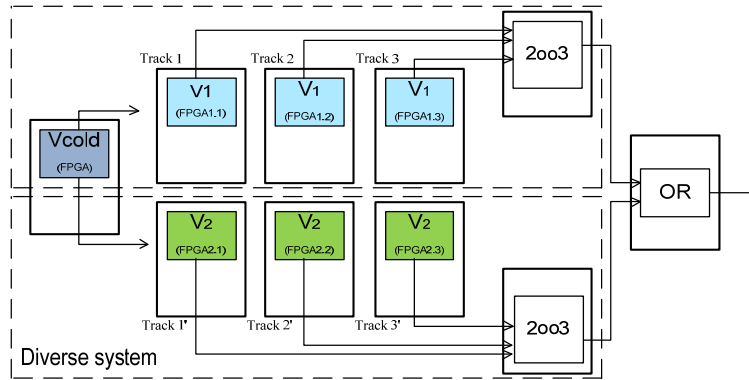 Track 1
Track 2
Track 3
2oo3
V1
(FPGA1.1)
V1
(FPGA1.2)
V1
(FPGA1.3)
Vcold
(FPGA)
OR
V2
(FPGA2.1)
V2
(FPGA2.2)
V2
(FPGA2.3)
2oo3
Track 1'
Track 2'
Track 3'
Diverse system